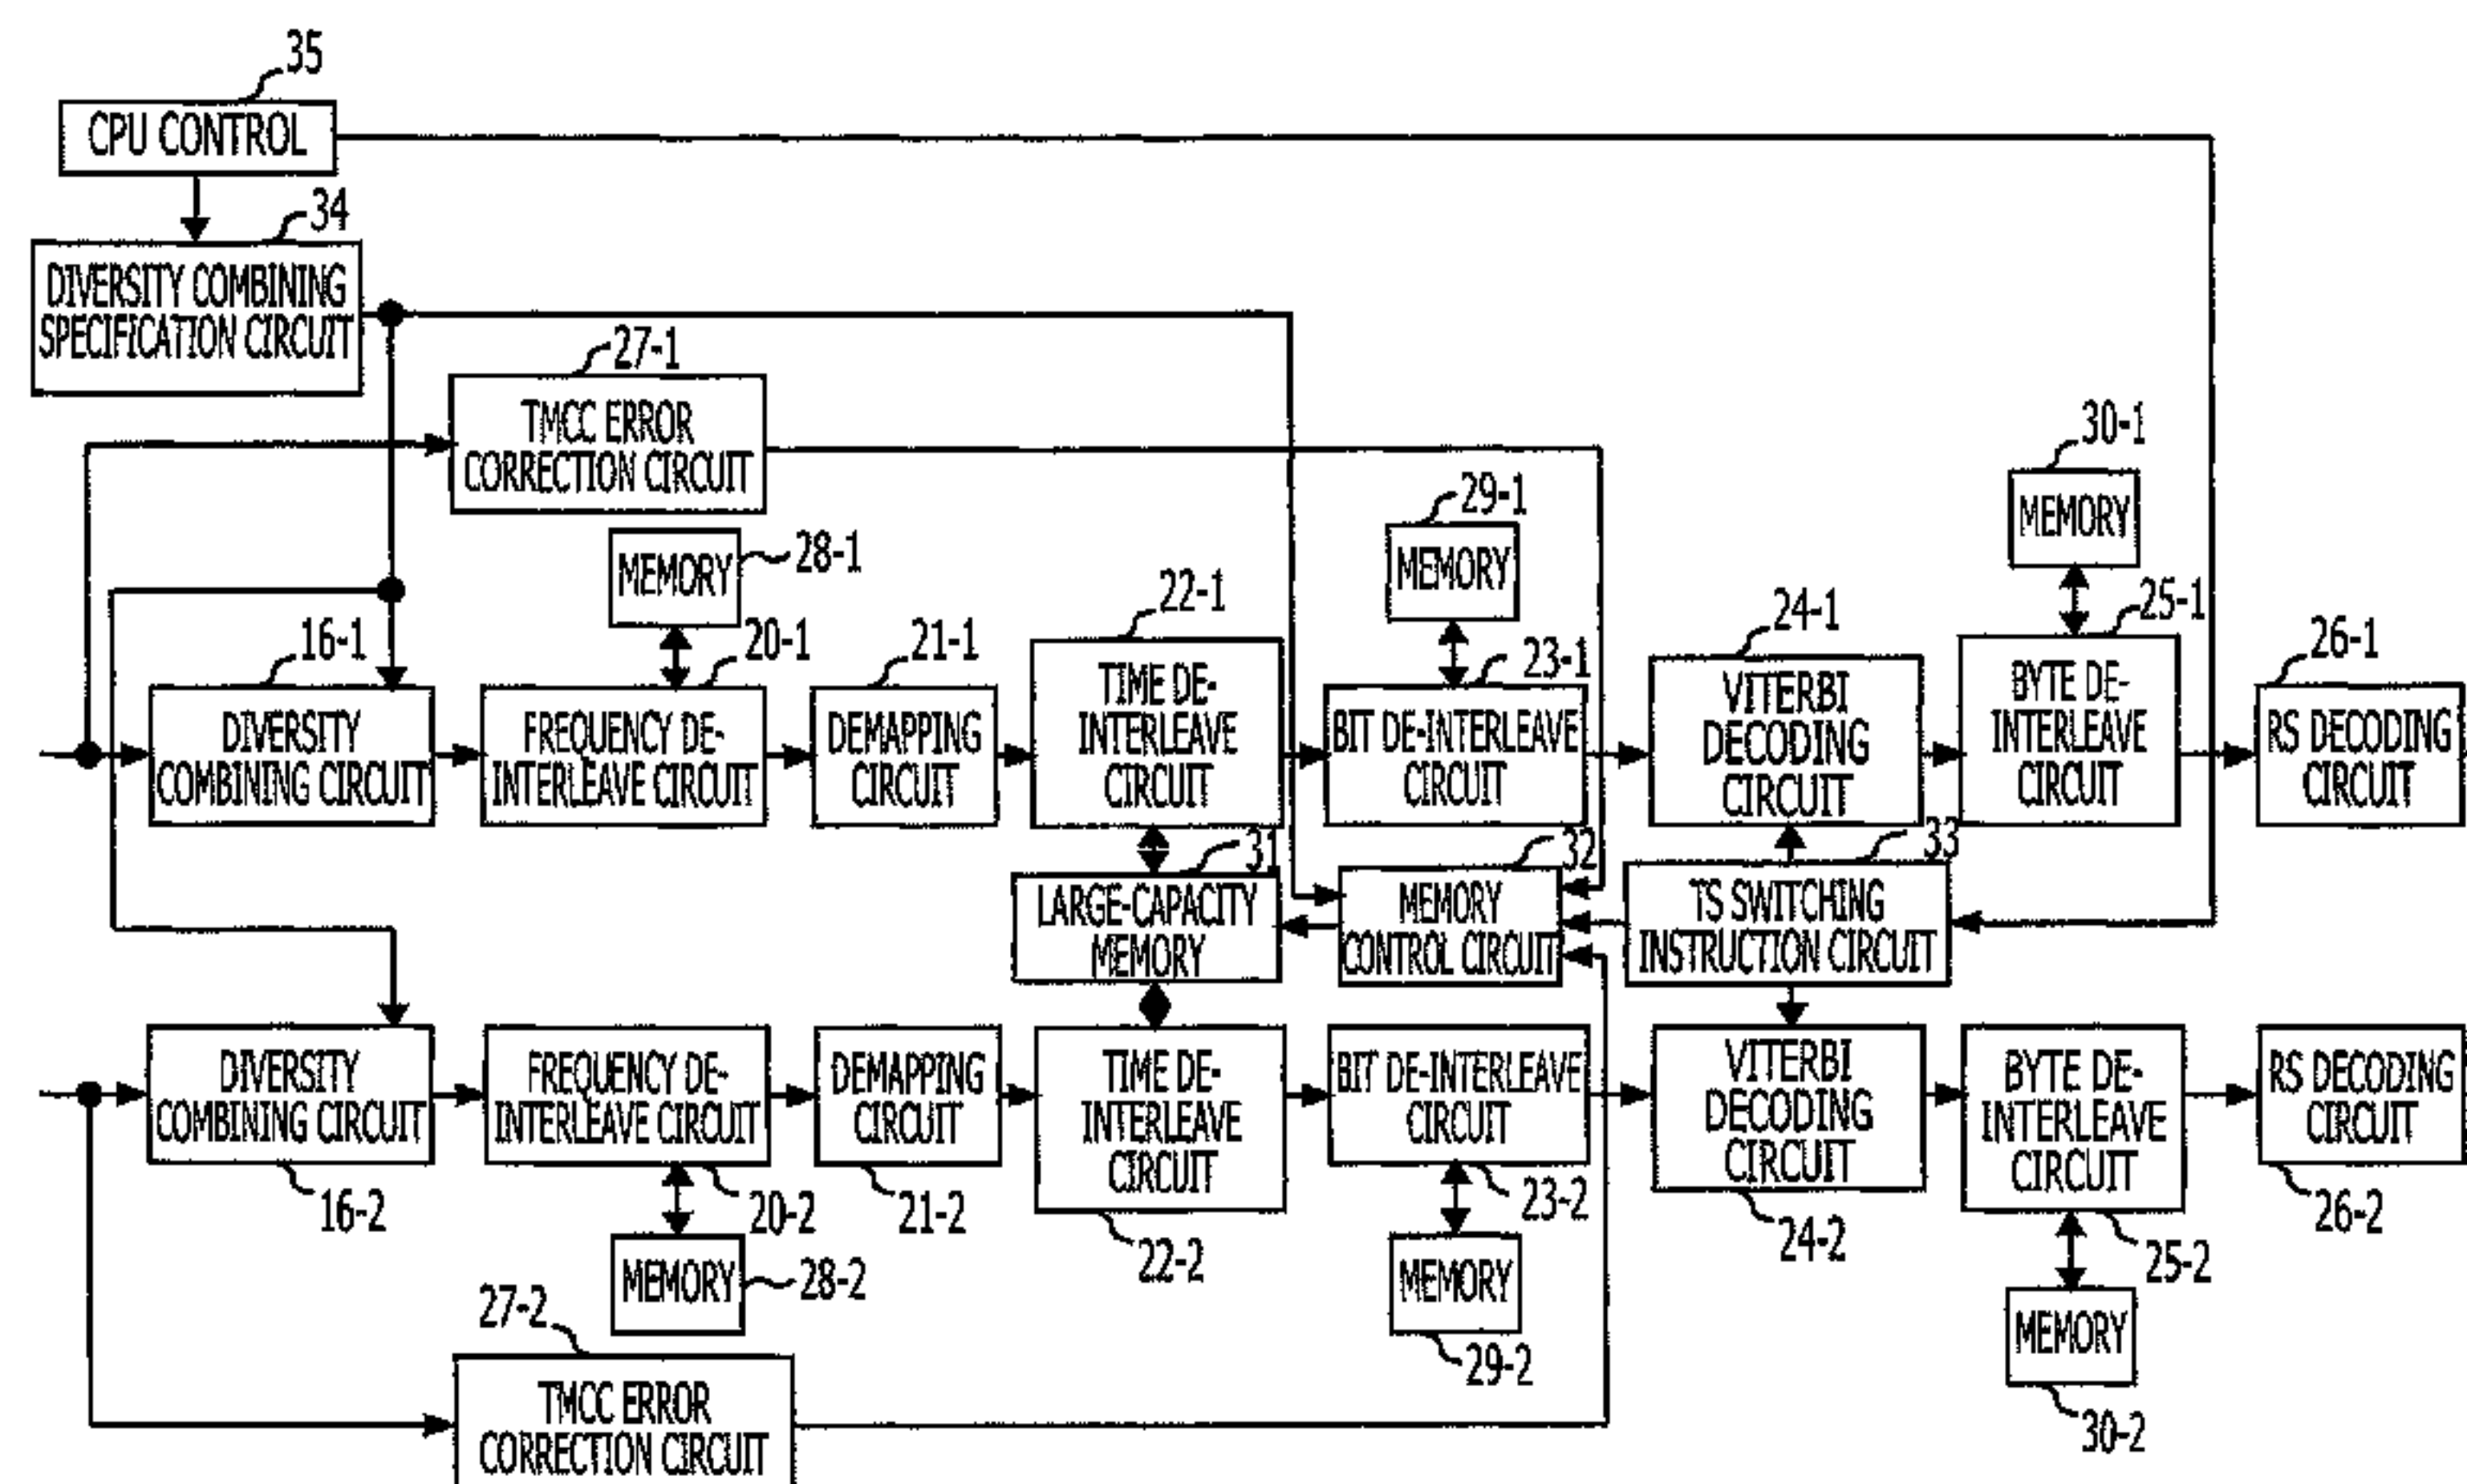 35
CPU CONTROL
34
DIVERSITY COMBINING
SPECIFICATION CIRCUIT
27-1
TMCC ERROR
CORRECTION CIRCUIT
30-1
MEMORY
29-1
MEMORY
28-1
MEMORY
16-1
DIVERSITY
COMBINING CIRCUIT
20-1
FREQUENCY DE-
INTERLEAVE CIRCUIT
21-1
DEMAPPING
CIRCUIT
22-1
TIME DE-
INTERLEAVE
CIRCUIT
23-1
BIT DE-INTERLEAVE
CIRCUIT
24-1
VITERBI
DECODING
CIRCUIT
25-1
BYTE DE-
INTERLEAVE
CIRCUIT
26-1
RS DECODING
CIRCUIT
31
LARGE-CAPACITY
MEMORY
32
MEMORY
CONTROL CIRCUIT
33
TS SWITCHING
INSTRUCTION CIRCUIT
DIVERSITY
COMBINING CIRCUIT
16-2
FREQUENCY DE-
INTERLEAVE CIRCUIT
20-2
DEMAPPING
CIRCUIT
21-2
TIME DE-
INTERLEAVE
CIRCUIT
22-2
BIT DE-INTERLEAVE
CIRCUIT
23-2
VITERBI
DECODING
CIRCUIT
24-2
BYTE DE-
INTERLEAVE
CIRCUIT
25-2
RS DECODING
CIRCUIT
26-2
MEMORY
28-2
MEMORY
29-2
MEMORY
30-2
27-2
TMCC ERROR
CORRECTION CIRCUIT